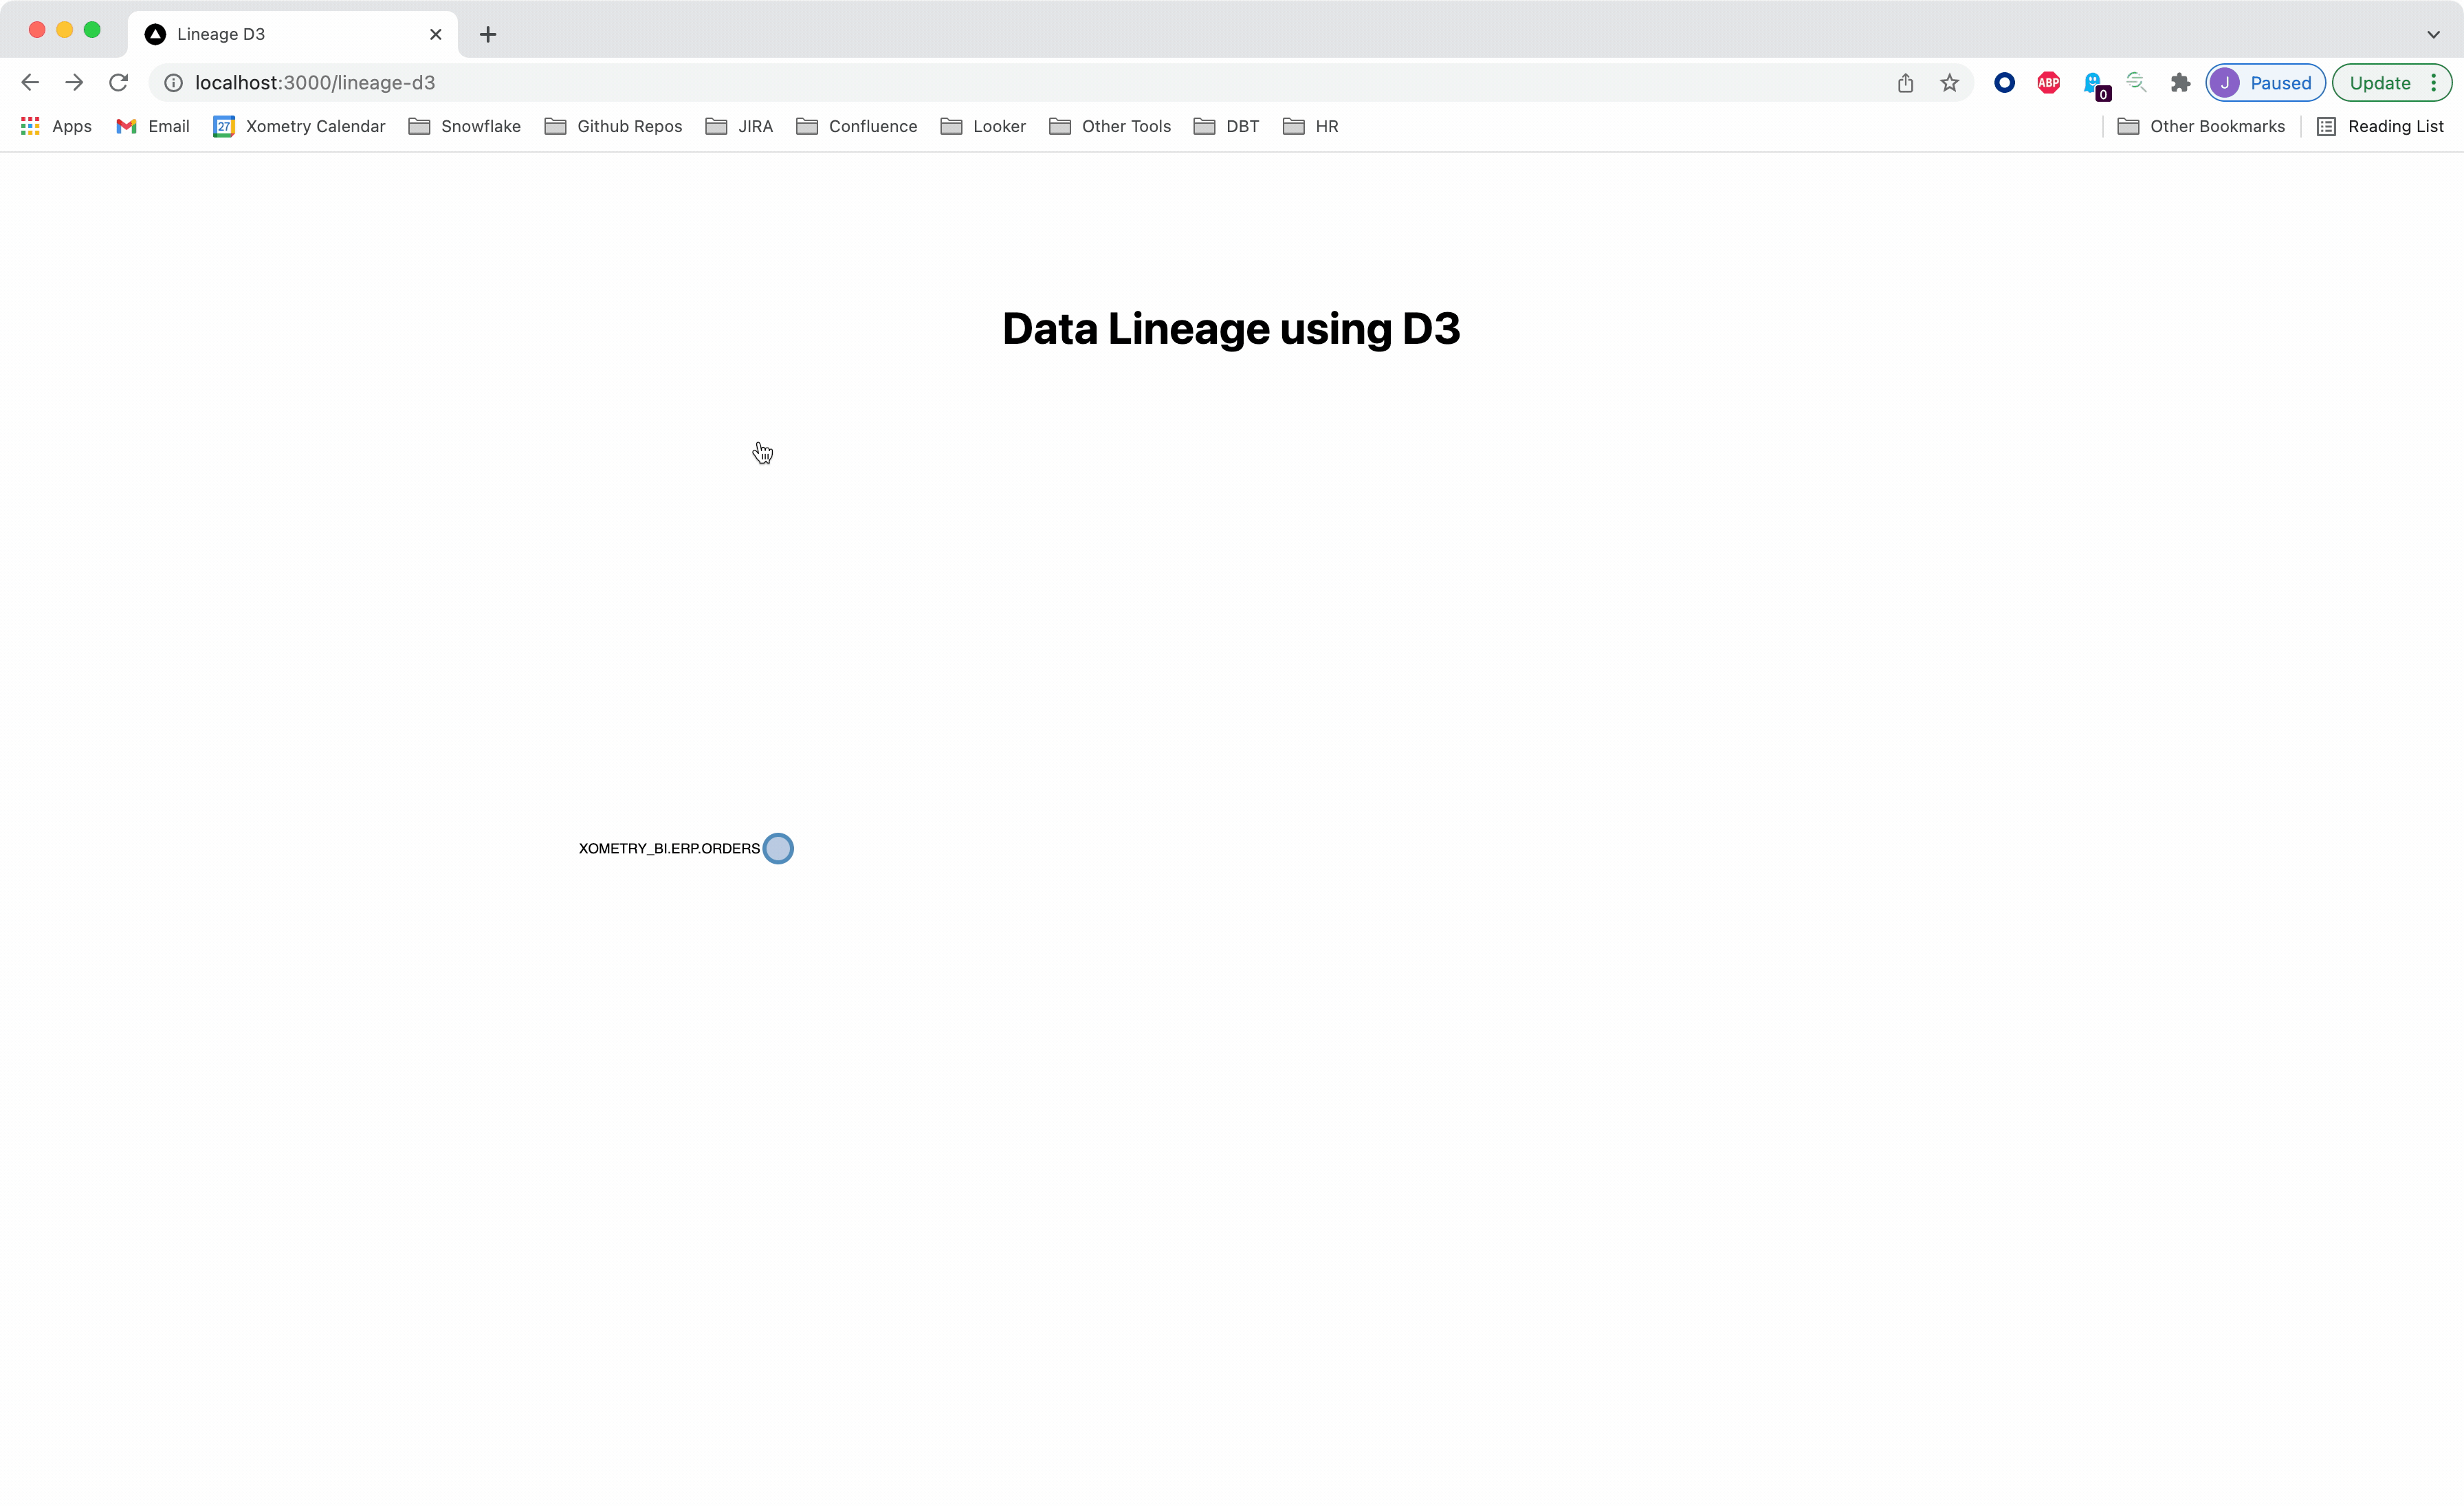 Lineage D3
localhost:3000/lineage-d3
ABP
0
J
Paused
Update
Apps
Email
27
Xometry Calendar
Snowflake
Github Repos
JIRA
Confluence
Looker
Other Tools
DBT
HR
Other Bookmarks
Reading List
Data Lineage using D3
XOMETRY_BI.ERP.ORDERS